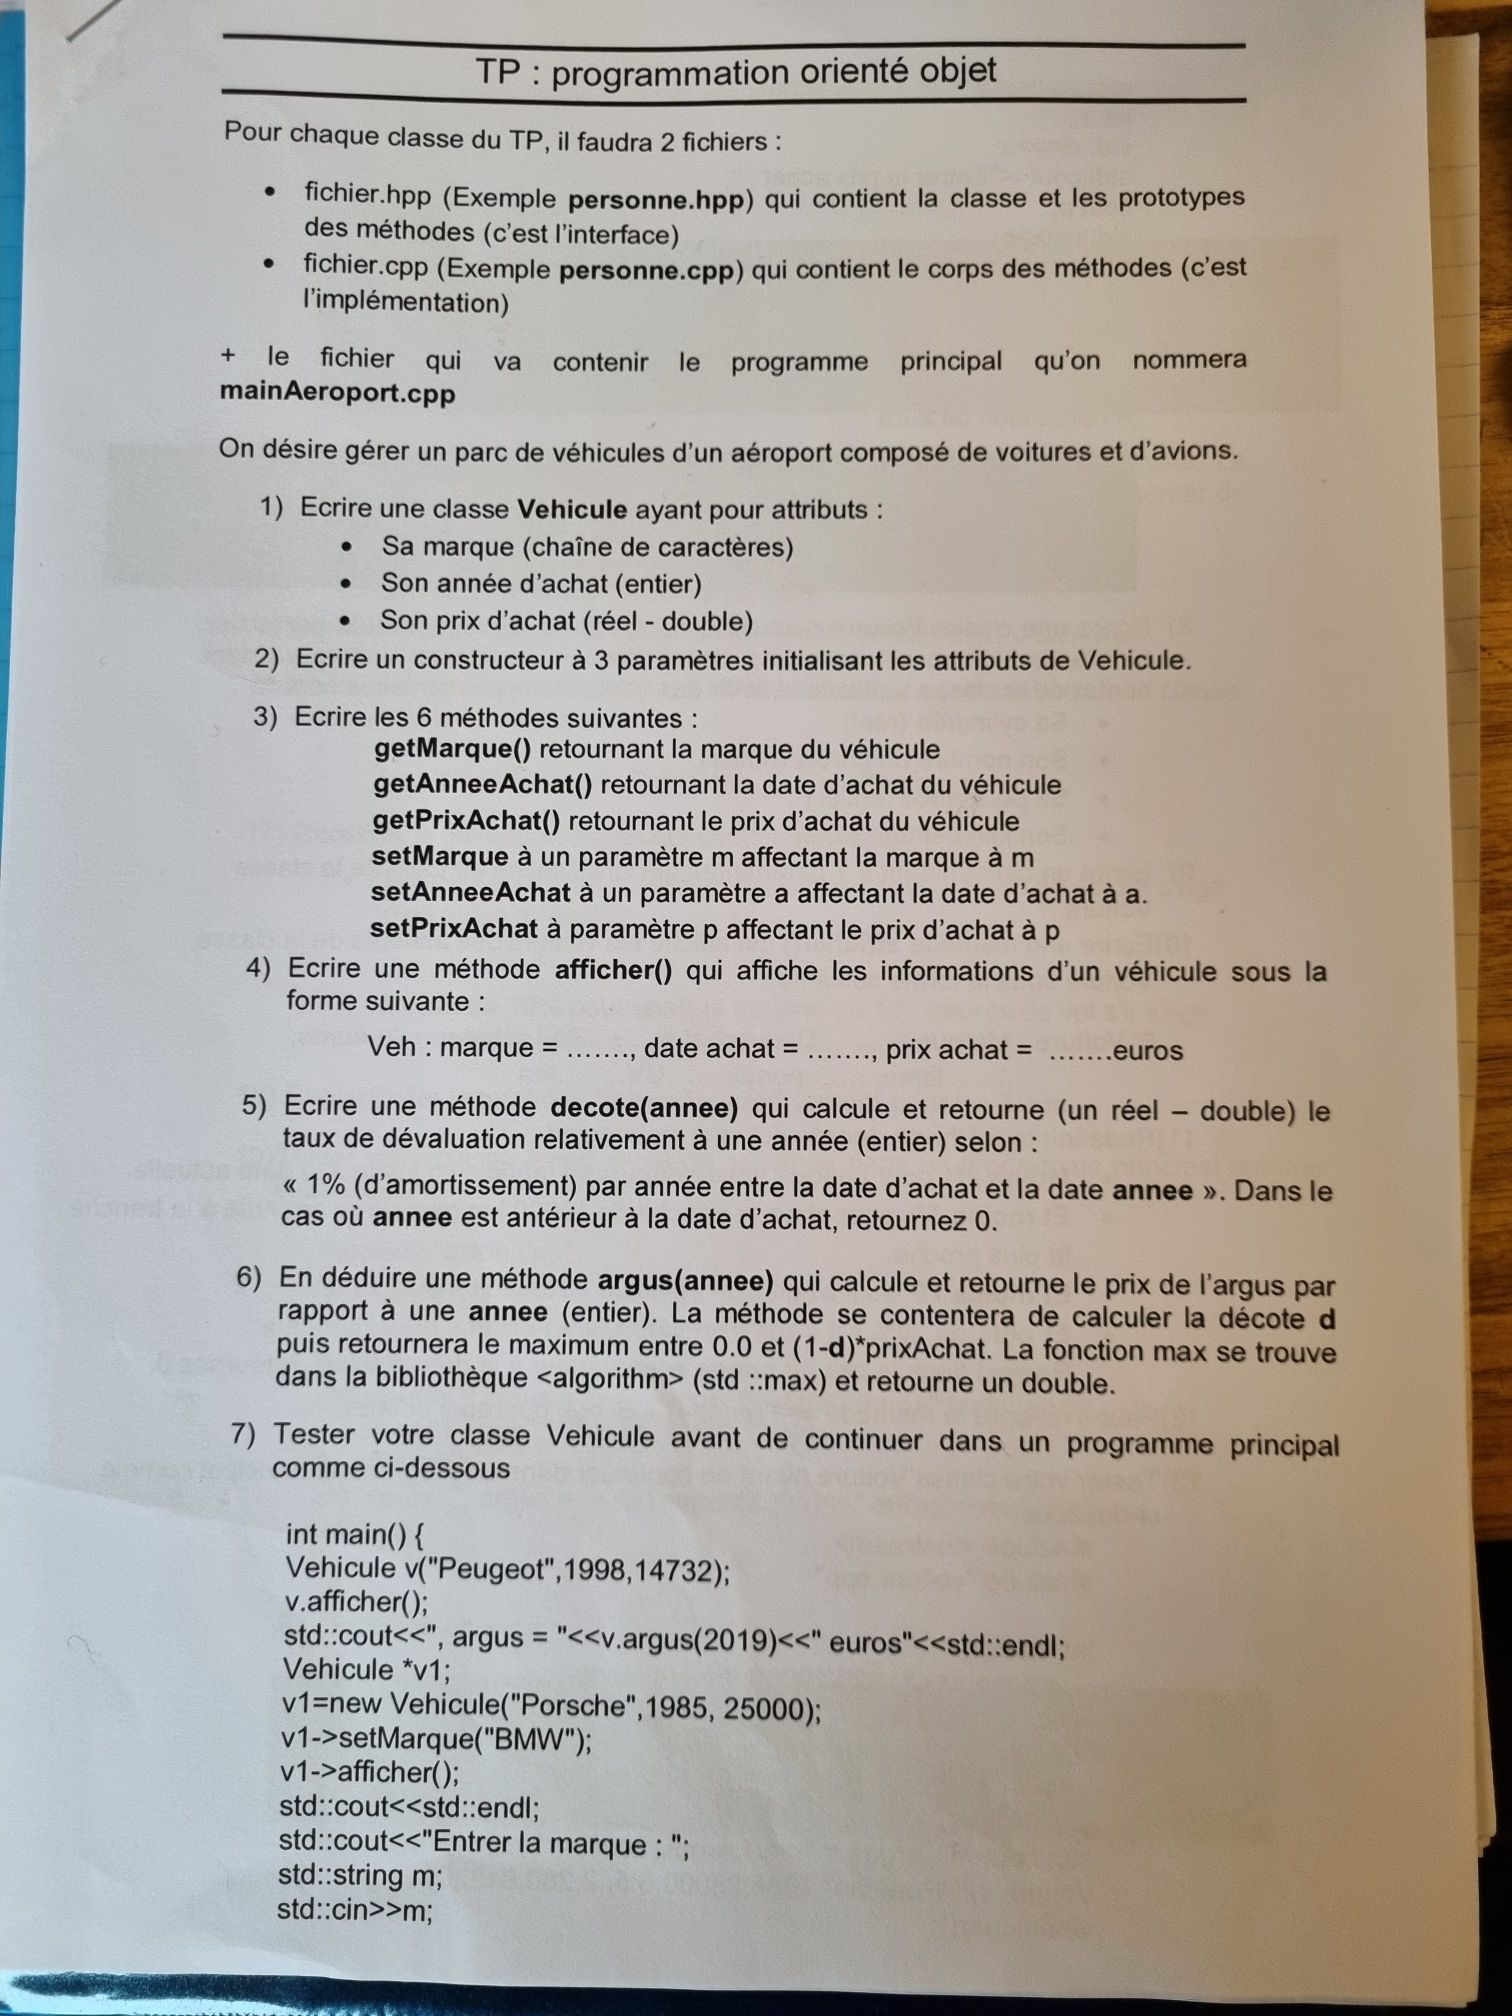 TP : programmation orienté objet
Pour chaque classe du TP, il faudra 2 fichiers :
• fichier.hpp (Exemple personne.hpp) qui contient la classe et les prototypes
des méthodes (c'est l'interface)
• fichier.cpp (Exemple personne.cpp) qui contient le corps des méthodes (c'est
l'implémentation)
+ le fichier qui va contenir le programme principal qu'on nommera
mainAeroport.cpp
On désire gérer un parc de véhicules d'un aéroport composé de voitures et d'avions.
1) Ecrire une classe Vehicule ayant pour attributs :
• Sa marque (chaîne de caractères)
• Son année d'achat (entier)
• Son prix d'achat (réel - double)
2) Ecrire un constructeur à 3 paramètres initialisant les attributs de Vehicule.
3) Ecrire les 6 méthodes suivantes :
getMarque() retournant la marque du véhicule
getAnneeAchat() retournant la date d'achat du véhicule
getPrixAchat() retournant le prix d'achat du véhicule
setMarque à un paramètre m affectant la marque à m
setAnneeAchat à un paramètre a affectant la date d'achat à a.
setPrixAchat à paramètre p affectant le prix d'achat à p
4) Ecrire une méthode afficher() qui affiche les informations d'un véhicule sous la
forme suivante :
Veh : marque = ......., date achat = ......., prix achat = .......euros
5) Ecrire une méthode decote(annee) qui calcule et retourne (un réel – double) le
taux de dévaluation relativement à une année (entier) selon :
« 1% (d'amortissement) par année entre la date d'achat et la date annee ». Dans le
cas où annee est antérieur à la date d'achat, retournez 0.
6) En déduire une méthode argus(annee) qui calcule et retourne le prix de l'argus par
rapport à une annee (entier). La méthode se contentera de calculer la décote d
puis retournera le maximum entre 0.0 et (1-d)*prixAchat. La fonction max se trouve
dans la bibliothèque <algorithm> (std ::max) et retourne un double.
7) Tester votre classe Vehicule avant de continuer dans un programme principal
comme ci-dessous
int main() {
Vehicule v("Peugeot",1998,14732);
v.afficher();
std::cout<<", argus = "<<v.argus(2019)<<" euros"<<std::endl;
Vehicule *v1;
v1=new Vehicule("Porsche",1985, 25000);
v1->setMarque("BMW");
v1->afficher();
std::cout<<std::endl;
std::cout<<"Entrer la marque : ";
std::string m;
std::cin>>m;